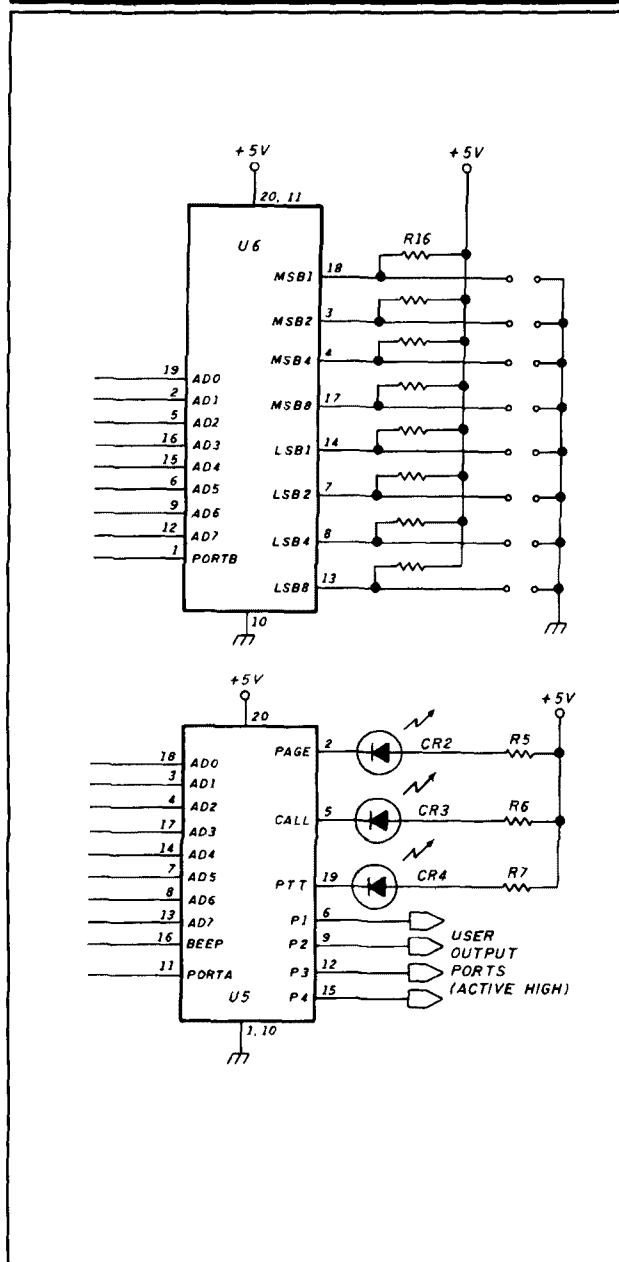 +5V
+5V
20, 11
U6
R16
MSB1 18
MSB2 3
MSB4 4
MSB8 17
LSB1 14
LSB2 7
LSB4 8
LSB8 13
19 AD0
2 AD1
5 AD2
16 AD3
15 AD4
6 AD5
9 AD6
12 AD7
1 PORTB
10
+5V
+5V
20
18 AD0
3 AD1
4 AD2
17 AD3
14 AD4
7 AD5
8 AD6
13 AD7
16 BEEP
11 PORTA
U5
1, 10
PAGE 2 CR2 R5
CALL 5 CR3 R6
PTT 19 CR4 R7
P1 6
P2 9
P3 12
P4 15
USER
OUTPUT
PORTS
(ACTIVE HIGH)